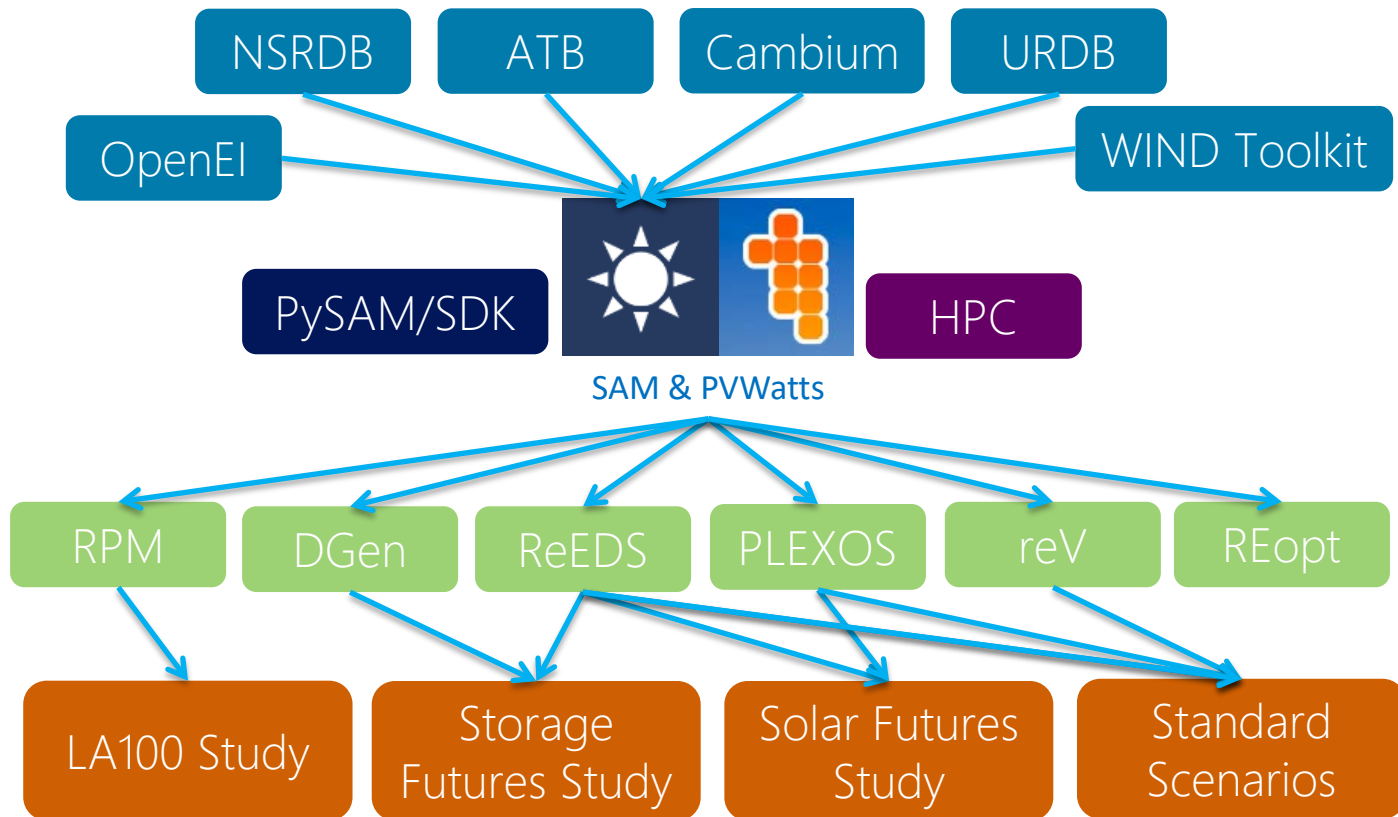 NSRDB
ATB
Cambium
URDB
OpenEI
WIND Toolkit
PySAM/SDK
HPC
SAM & PVWatts
RPM
DGen
ReEDS
PLEXOS
reV
REopt
LA100 Study
Storage
Futures Study
Solar Futures
Study
Standard
Scenarios